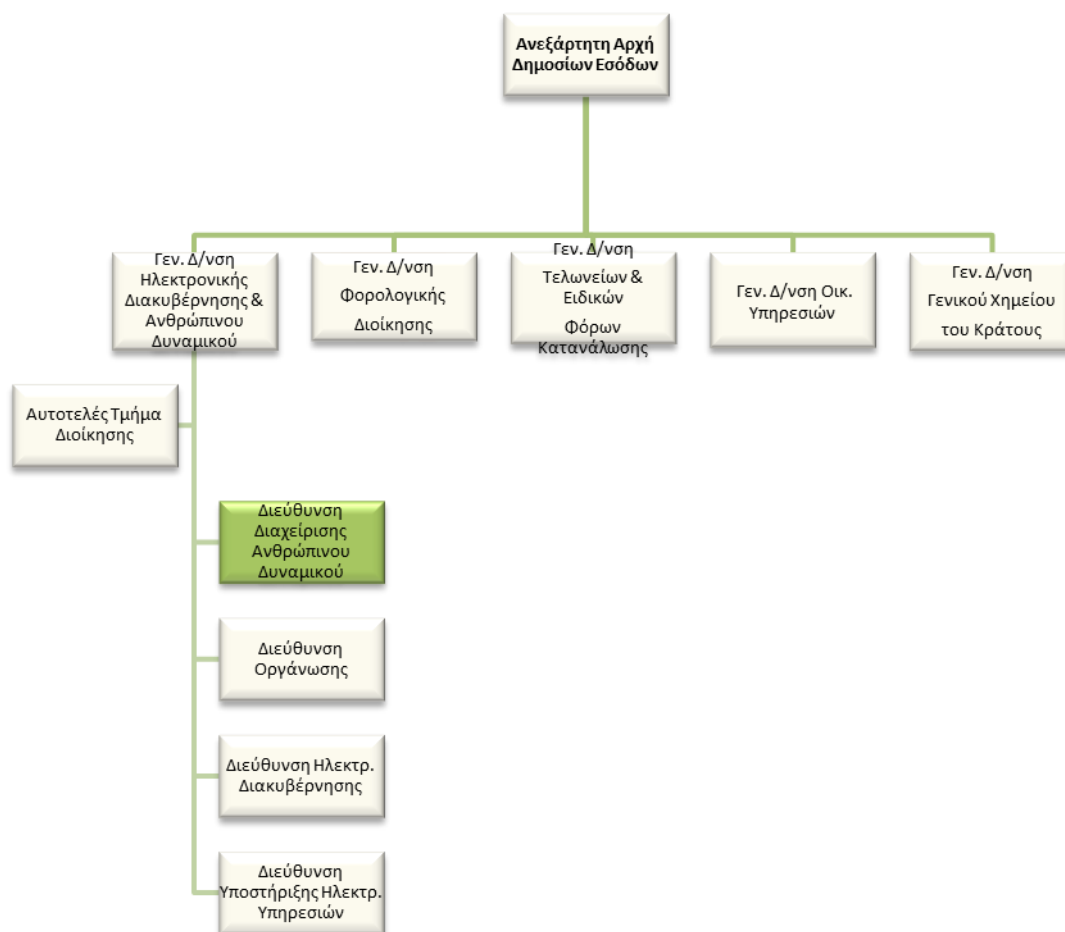 Ανεξάρτητη Αρχή
Δημοσίων Εσόδων
Γεν. Δ/νση
Ηλεκτρονικής
Διακυβέρνησης &
Ανθρώπινου
Δυναμικού
Γεν. Δ/νση
Φορολογικής
Διοίκησης
Γεν. Δ/νση
Τελωνείων &
Ειδικών
Φόρων
Κατανάλωσης
Γεν. Δ/νση Οικ.
Υπηρεσιών
Γεν. Δ/νση
Γενικού Χημείου
του Κράτους
Αυτοτελές Τμήμα
Διοίκησης
Διεύθυνση
Διαχείρισης
Ανθρώπινου
Δυναμικού
Διεύθυνση
Οργάνωσης
Διεύθυνση Ηλεκτρ.
Διακυβέρνησης
Διεύθυνση
Υποστήριξης Ηλεκτρ.
Υπηρεσιών